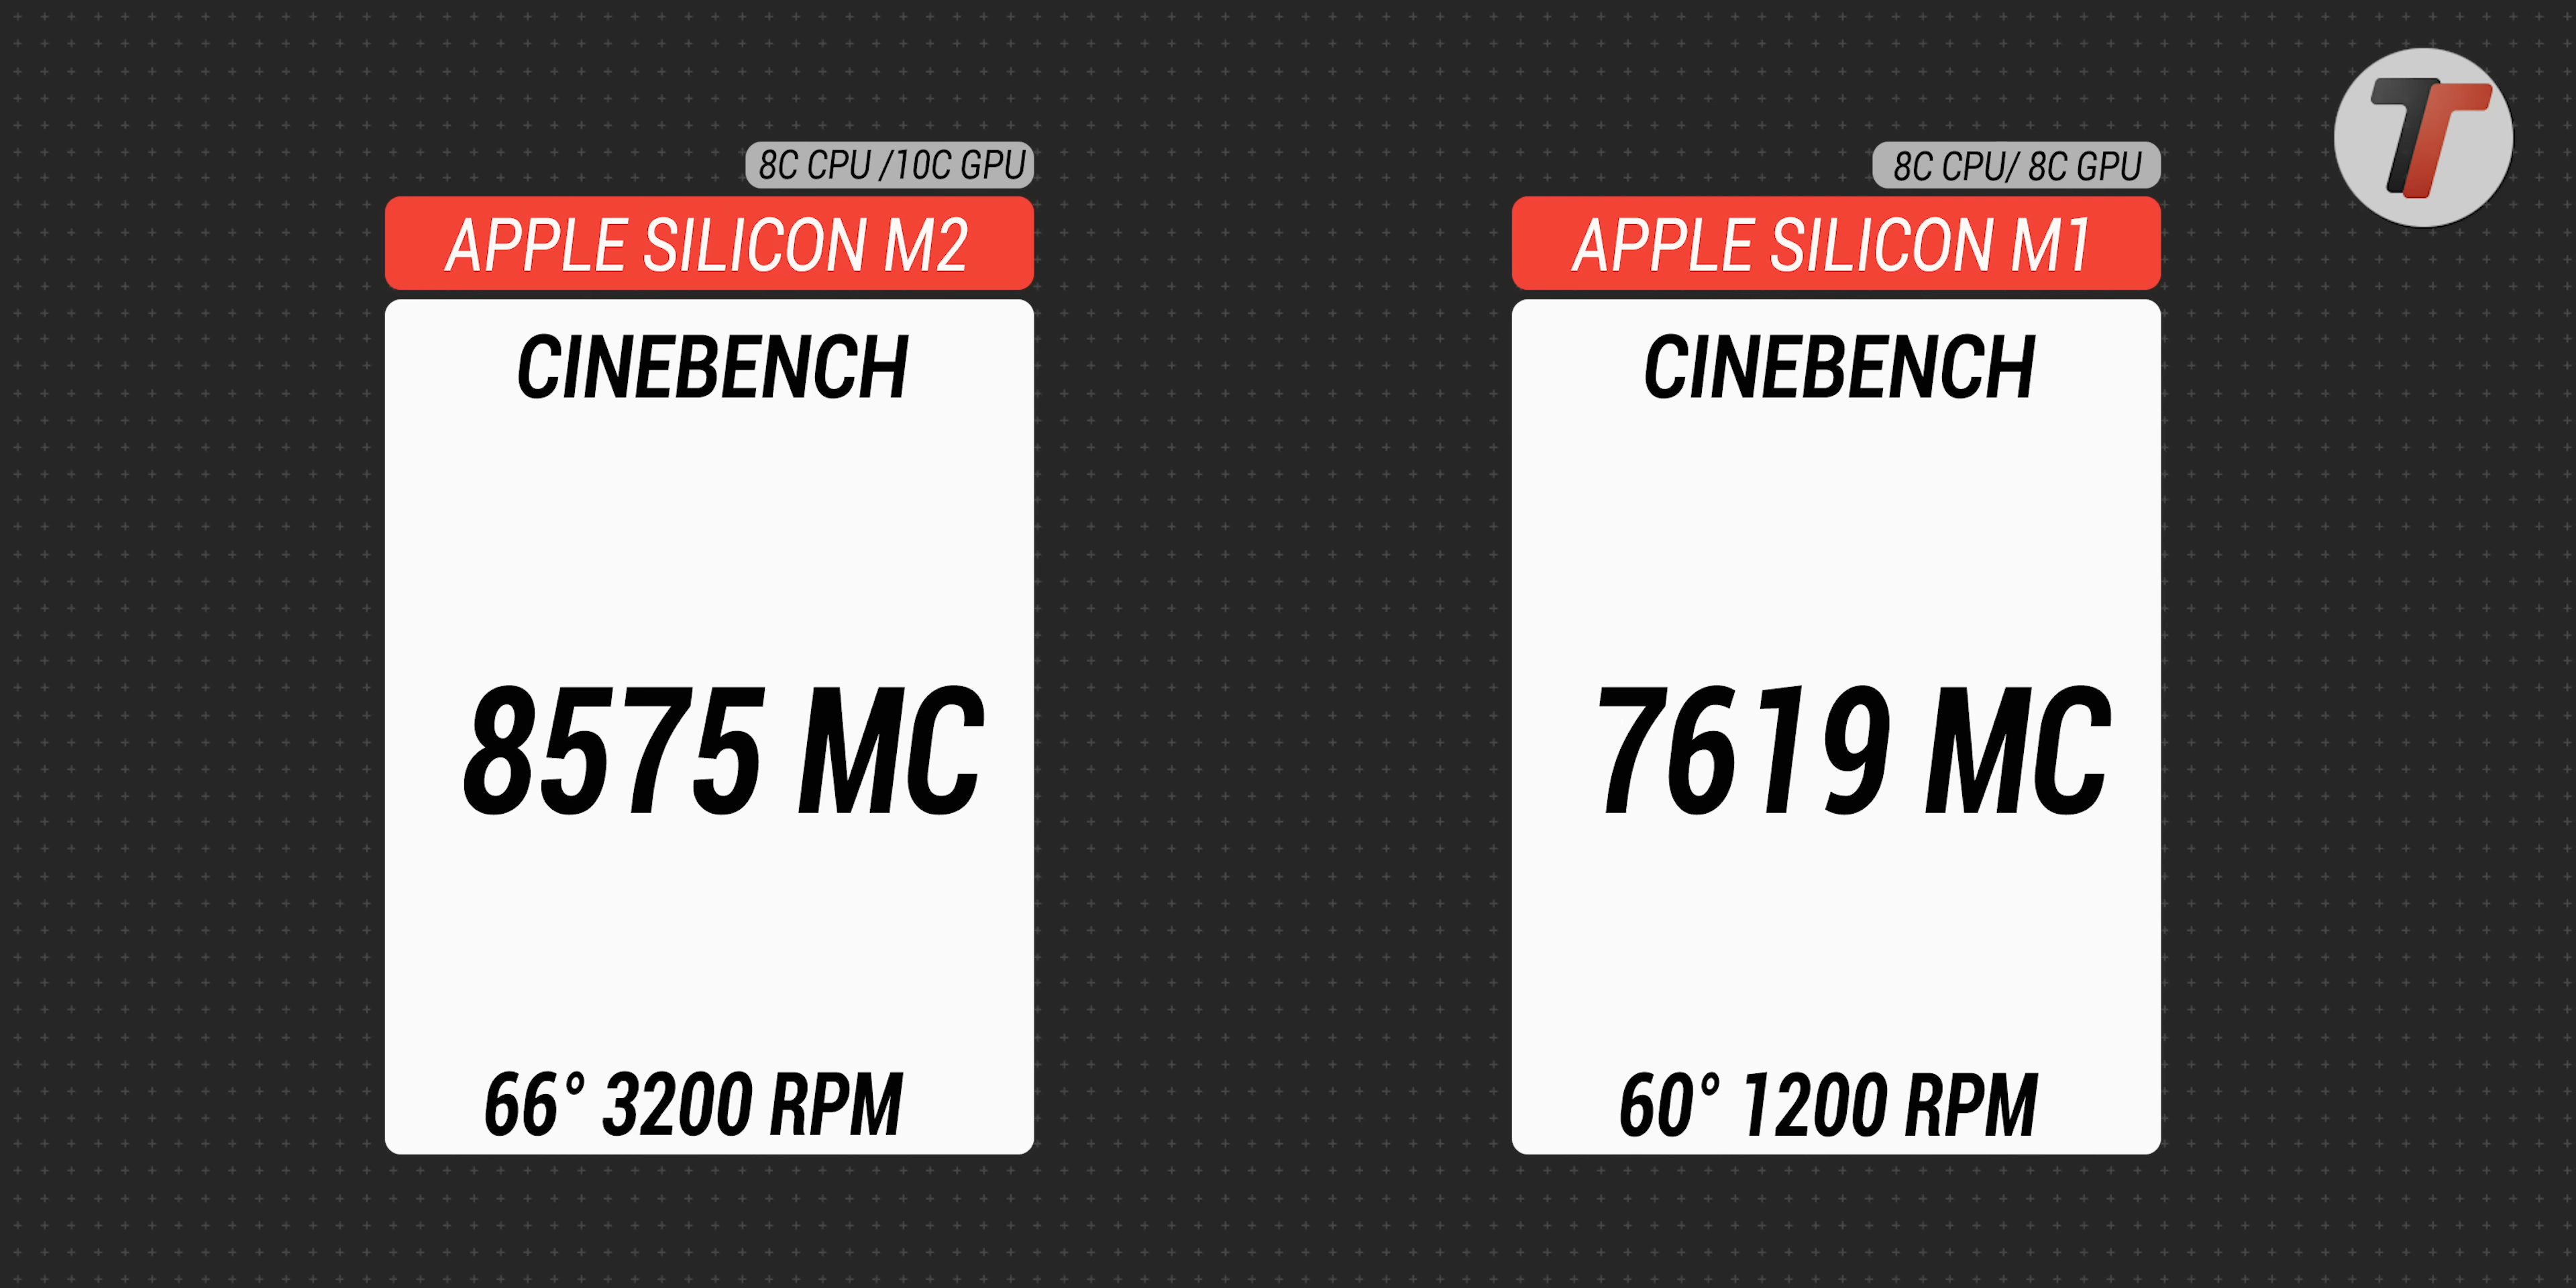 8C CPU /10C GPU
APPLE SILICON M2
CINEBENCH
8575 MC
66° 3200 RPM
8C CPU/ 8C GPU
APPLE SILICON M1
CINEBENCH
7619 MC
60° 1200 RPM